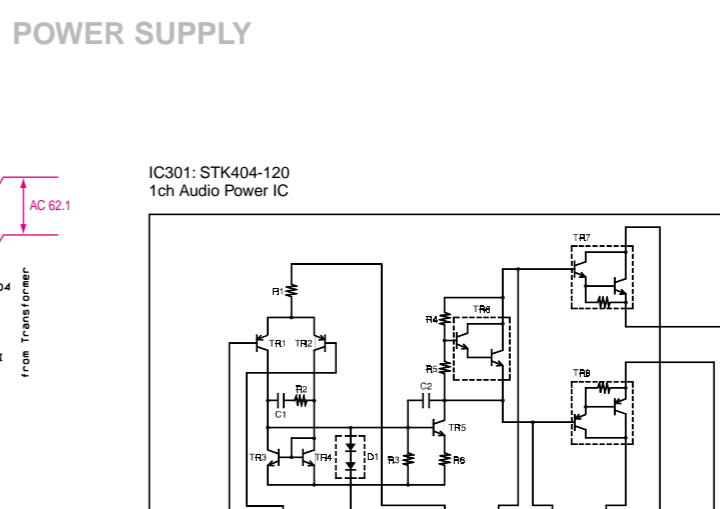 POWER SUPPLY
IC301: STK404-120
1ch Audio Power IC
AC 62.1
from Transformer
04
TR7
R1
TR6
R4
TR1
TR2
R5
TR8
R2
C2
C1
TR5
TR3
TR4
D1
R3
R6